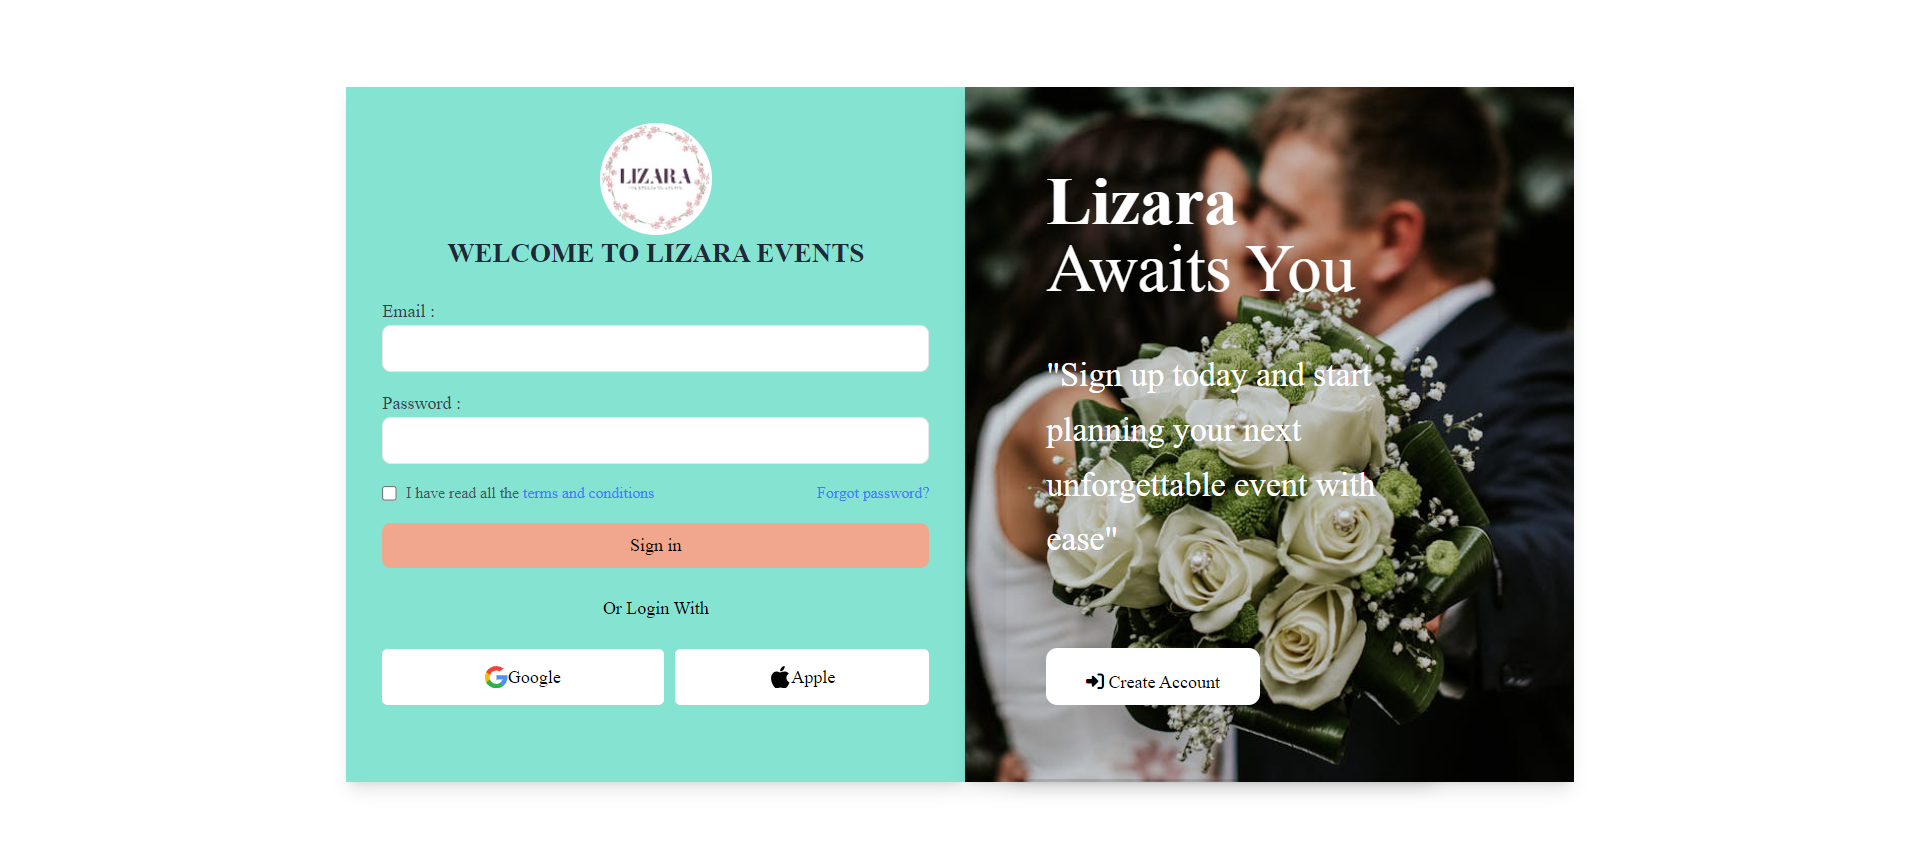 LIZARA
WELCOME TO LIZARA EVENTS
Email :
Password :
I have read all the terms and conditions
Forgot password?
Sign in
Or Login With
Google
Apple
Lizara
Awaits You
"Sign up today and start
planning your next
unforgettable event with
ease"
Create Account